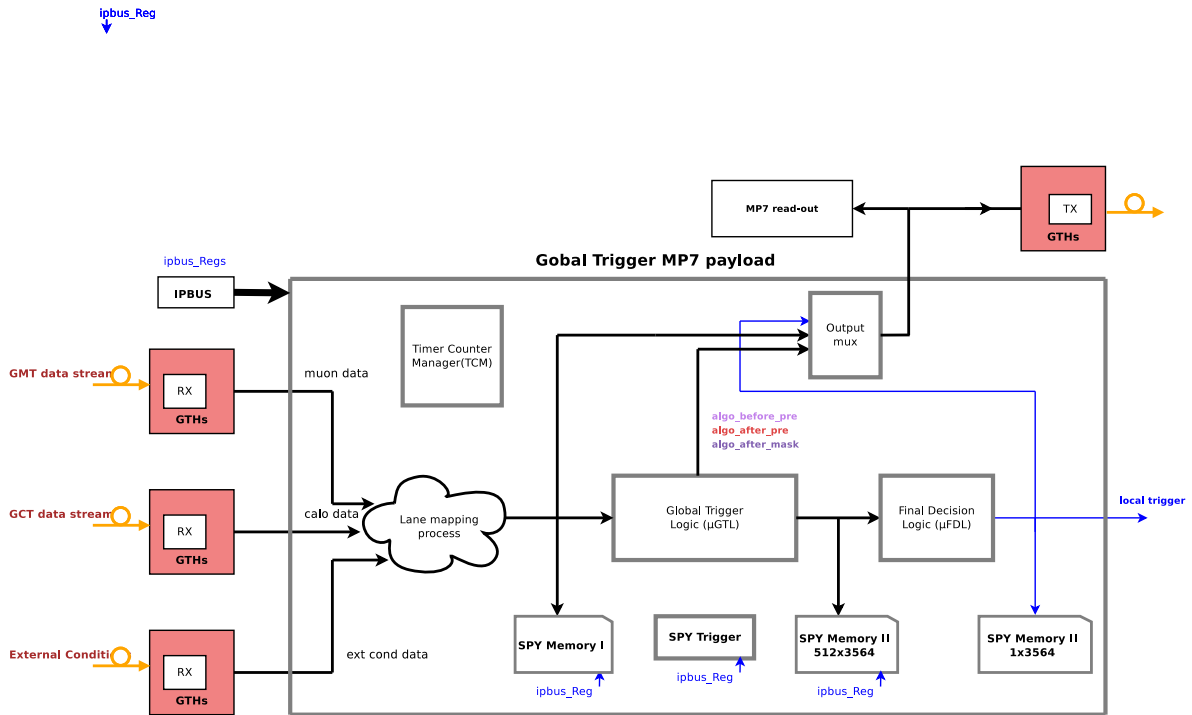 ipbus_Reg
MP7 read-out
TX
GTHs
Gobal Trigger MP7 payload
ipbus_Regs
IPBUS
Timer Counter
Manager(TCM)
Output
mux
GMT data stream
RX
GTHs
muon data
algo_before_pre
algo_after_pre
algo_after_mask
GCT data stream
RX
GTHs
calo data
Lane mapping
process
Global Trigger
Logic (µGTL)
Final Decision
Logic (µFDL)
local trigger
External
RX
GTHs
ext cond data
SPY Memory I
SPY Trigger
SPY Memory II
512x3564
SPY Memory II
1x3564
ipbus_Reg
ipbus_Reg
ipbus_Reg